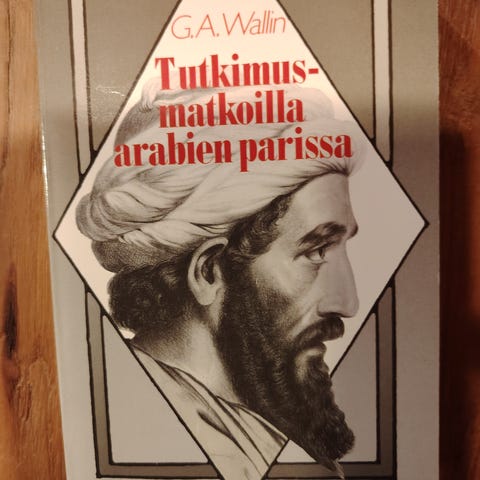 G.A. Wallin
Tutkimus-
matkoilla
arabien parissa